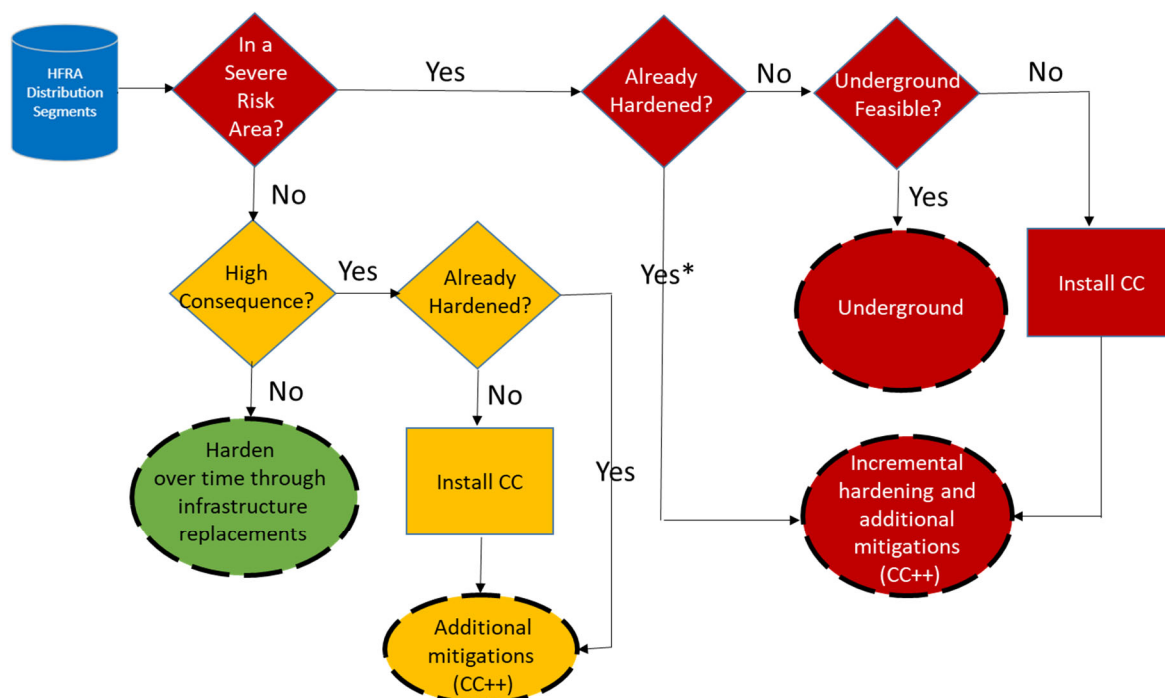 HFRA
Distribution
Segments
In a
Severe
Risk
Area?
Yes
Already
Hardened?
No
Underground
Feasible?
No
No
Yes
High
Consequence?
Yes
Already
Hardened?
Yes*
Underground
Install CC
No
No
Harden
over time through
infrastructure
replacements
Install CC
Yes
Incremental
hardening and
additional
mitigations
(CC++)
Additional
mitigations
(CC++)